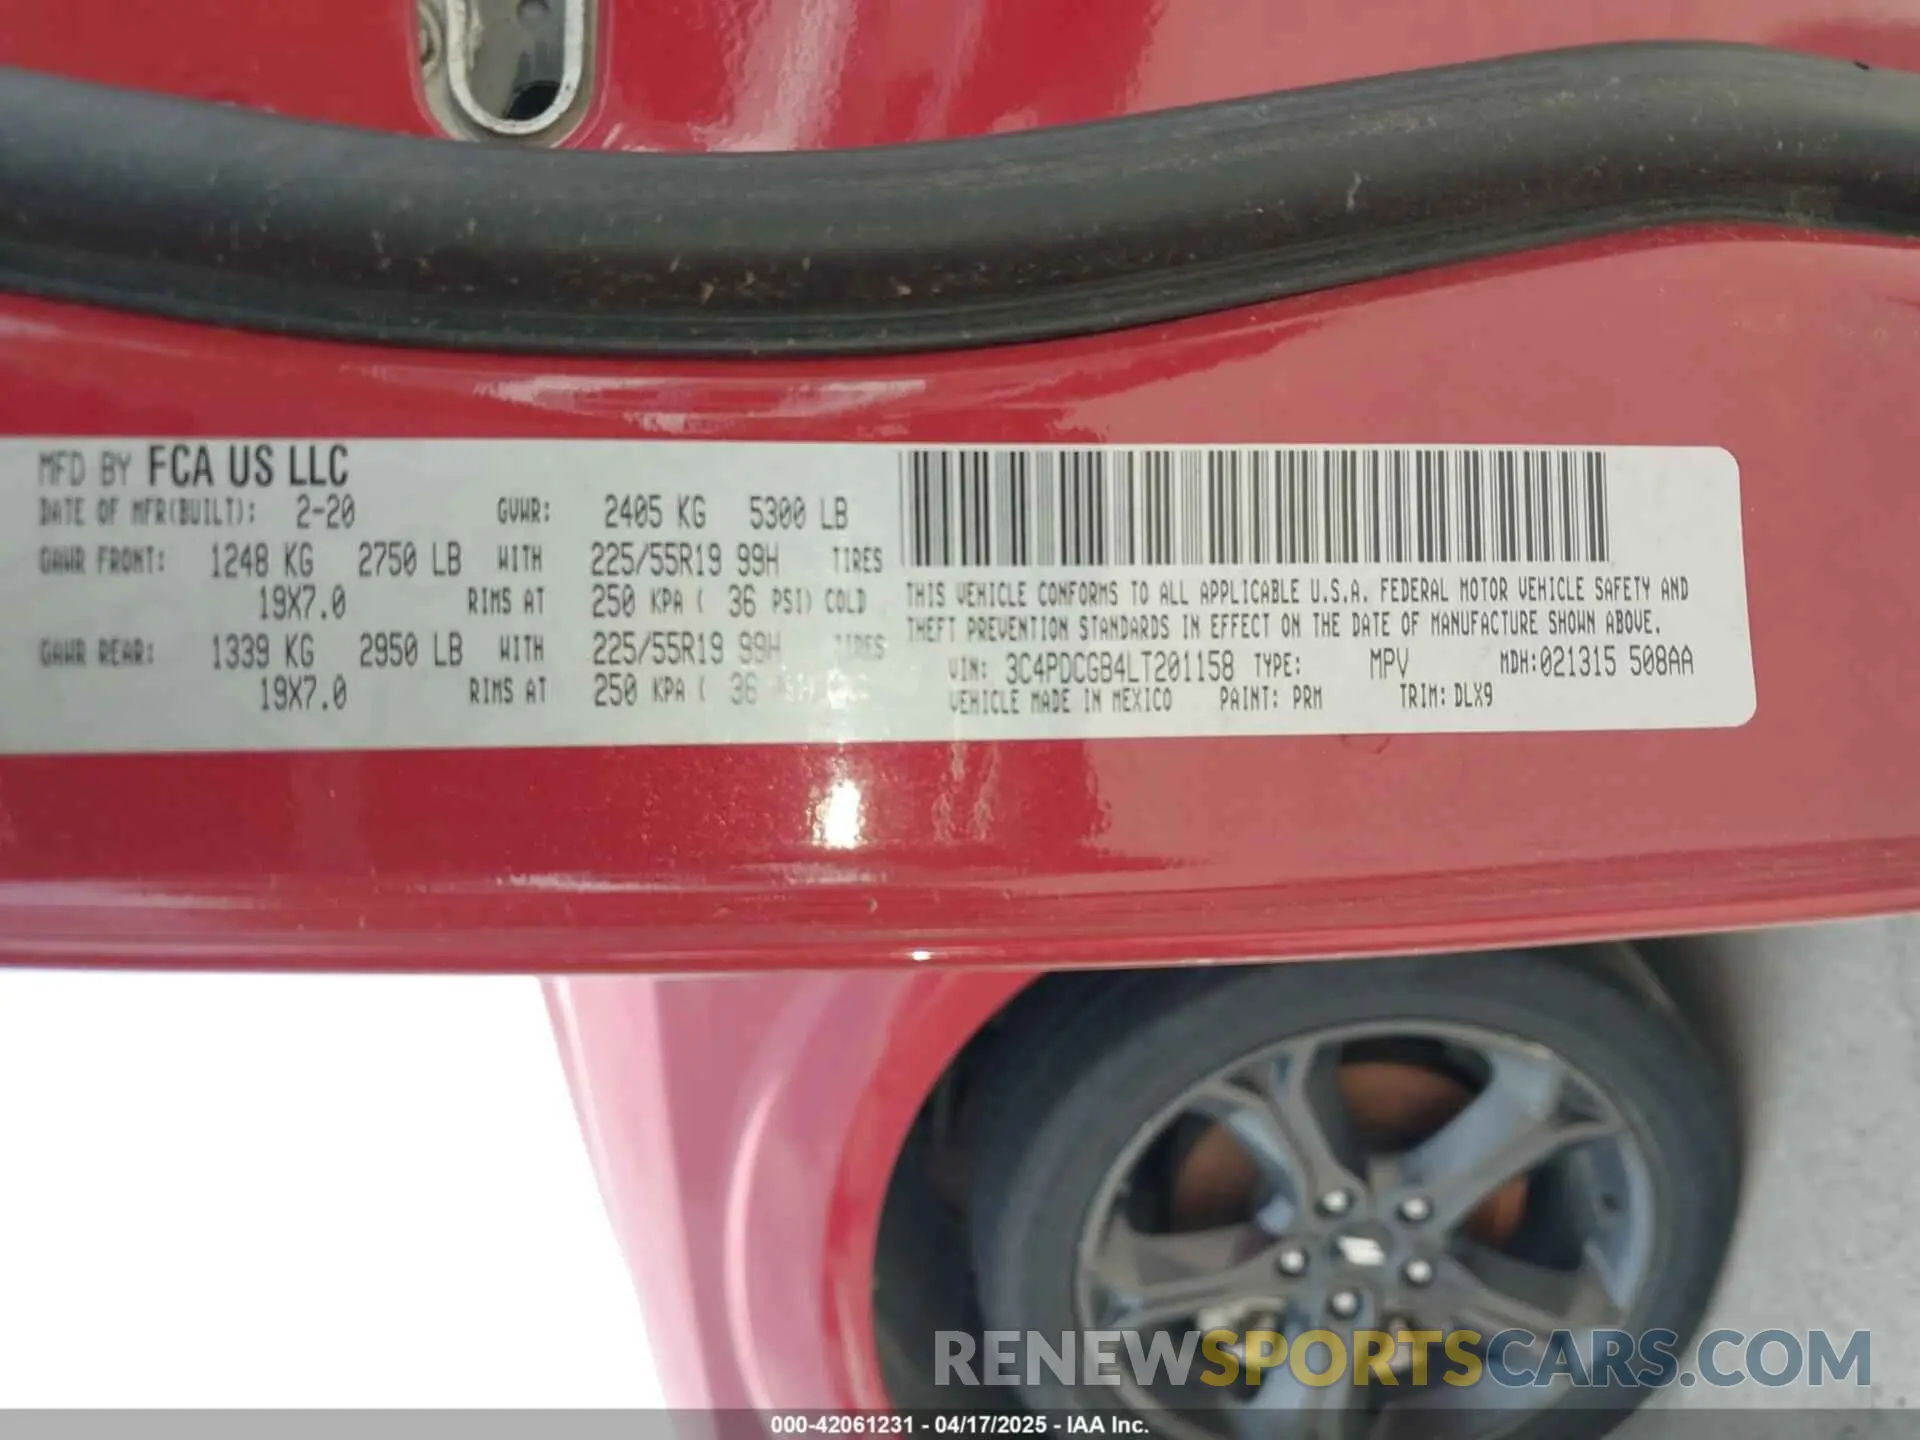 MFD BY FCA US LLC
DATE OF MFR(BUILT): 2-20 GVWR: 2405 KG 5300 LB
GAWR FRONT: 1248 KG 2750 LB WITH 225/55R19 99H TIRES
19X7.0 RIMS AT 250 KPA ( 36 PSI) COLD
GAWR REAR: 1339 KG 2950 LB WITH 225/55R19 99H TIRES
19X7.0 RIMS AT 250 KPA ( 36 PSI)
THIS VEHICLE CONFORMS TO ALL APPLICABLE U.S.A. FEDERAL MOTOR VEHICLE SAFETY AND
THEFT PREVENTION STANDARDS IN EFFECT ON THE DATE OF MANUFACTURE SHOWN ABOVE.
VIN: 3C4PDCGB4LT201158 TYPE: MPV MDH:021315 508AA
VEHICLE MADE IN MEXICO PAINT: PRM TRIM: DLX9
RENEWSPORTSCARS.COM
000-42061231 - 04/17/2025 - IAA Inc.